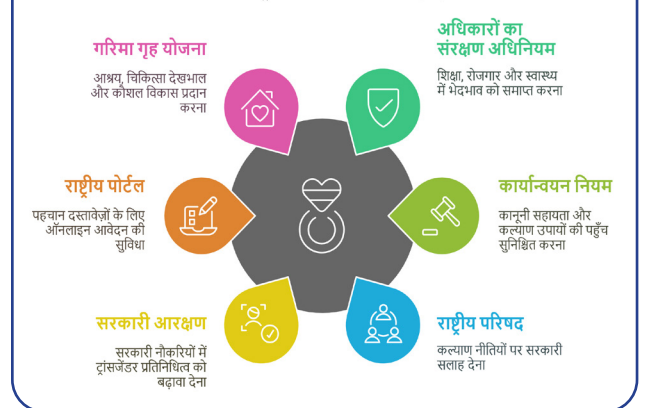 गरिमा गृह योजना
आश्रय, चिकित्सा देखभाल
और कौशल विकास प्रदान
करना
अधिकारों का
संरक्षण अधिनियम
शिक्षा, रोजगार और स्वास्थ्य
में भेदभाव को समाप्त करना
राष्ट्रीय पोर्टल
पहचान दस्तावेज़ों के लिए
ऑनलाइन आवेदन की
सुविधा
कार्यान्वयन नियम
कानूनी सहायता और
कल्याण उपायों की पहुँच
सुनिश्चित करना
सरकारी आरक्षण
सरकारी नौकरियों में
ट्रांसजेंडर प्रतिनिधित्व को
बढ़ावा देना
राष्ट्रीय परिषद
कल्याण नीतियों पर सरकारी
सलाह देना